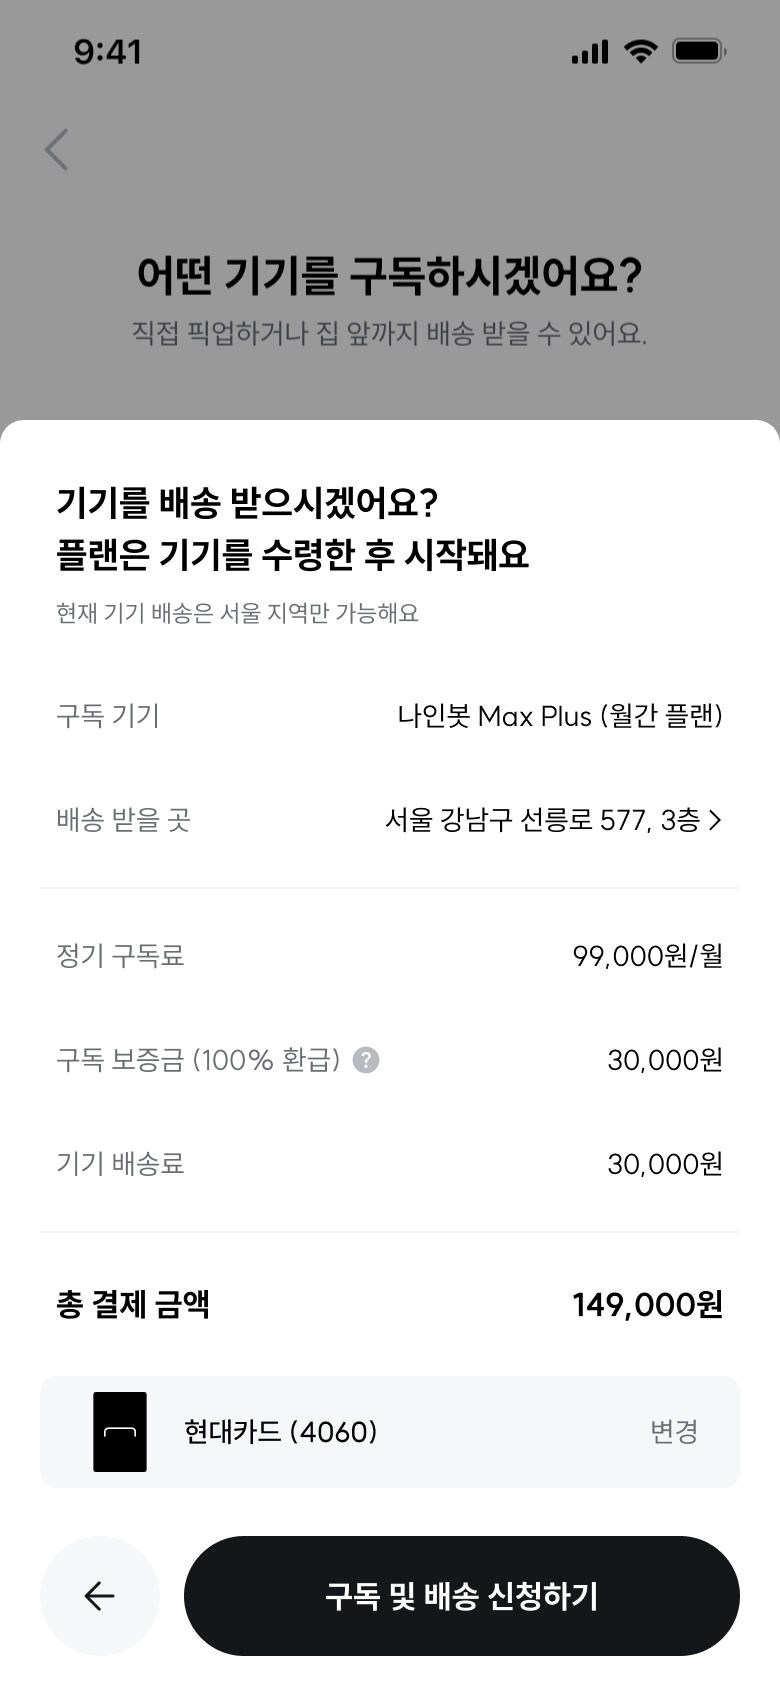 9:41
어떤 기기를 구독하시겠어요?
직접 픽업하거나 집 앞까지 배송 받을 수 있어요.
기기를 배송 받으시겠어요?
플랜은 기기를 수령한 후 시작돼요
현재 기기 배송은 서울 지역만 가능해요
구독 기기 나인봇 Max Plus (월간 플랜)
배송 받을 곳 서울 강남구 선릉로 577, 3층 >
정기 구독료 99,000원/월
구독 보증금 (100% 환급) ? 30,000원
기기 배송료 30,000원
총 결제 금액 149,000원
현대카드 (4060) 변경
구독 및 배송 신청하기